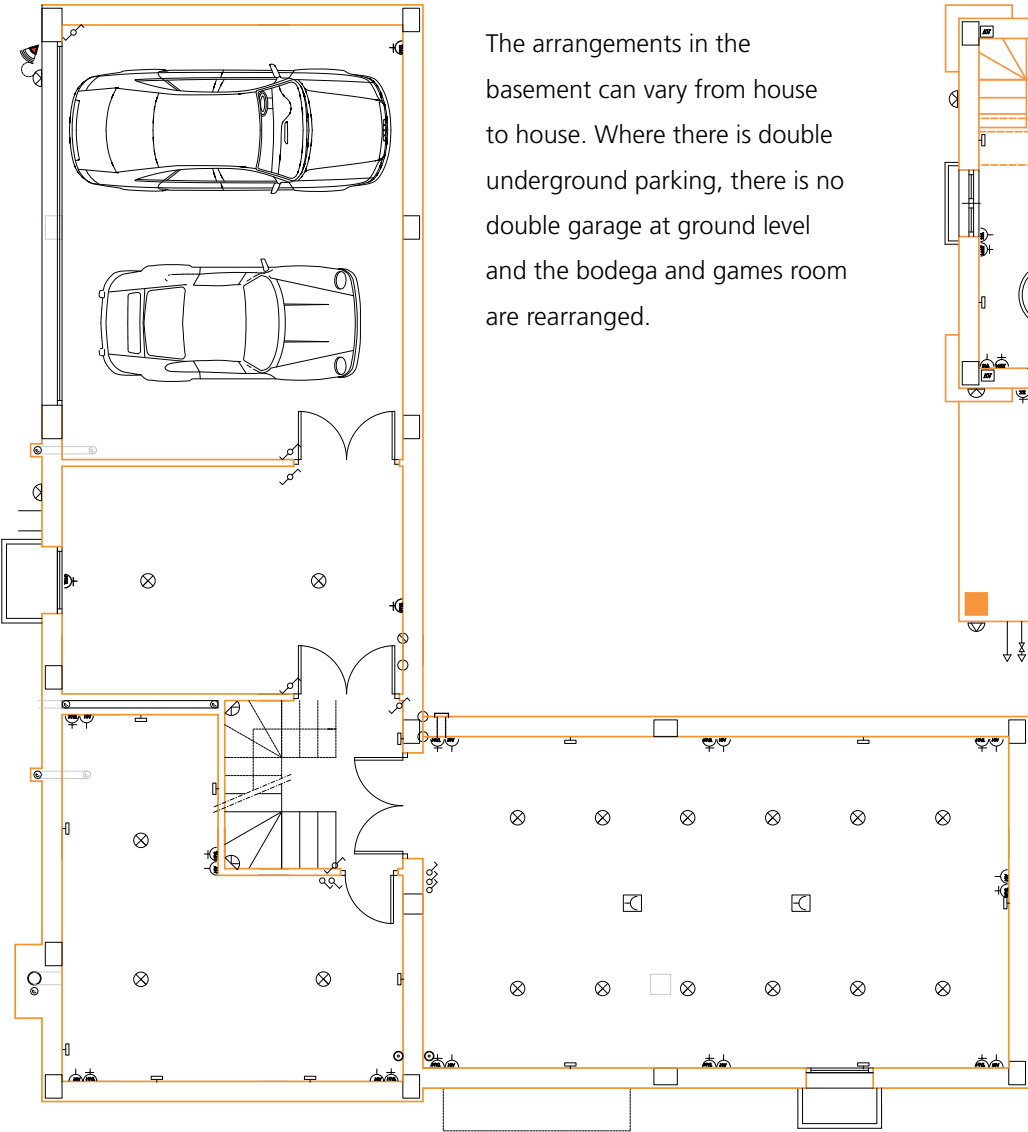 The arrangements in the
basement can vary from house
to house. Where there is double
underground parking, there is no
double garage at ground level
and the bodega and games room
are rearranged.